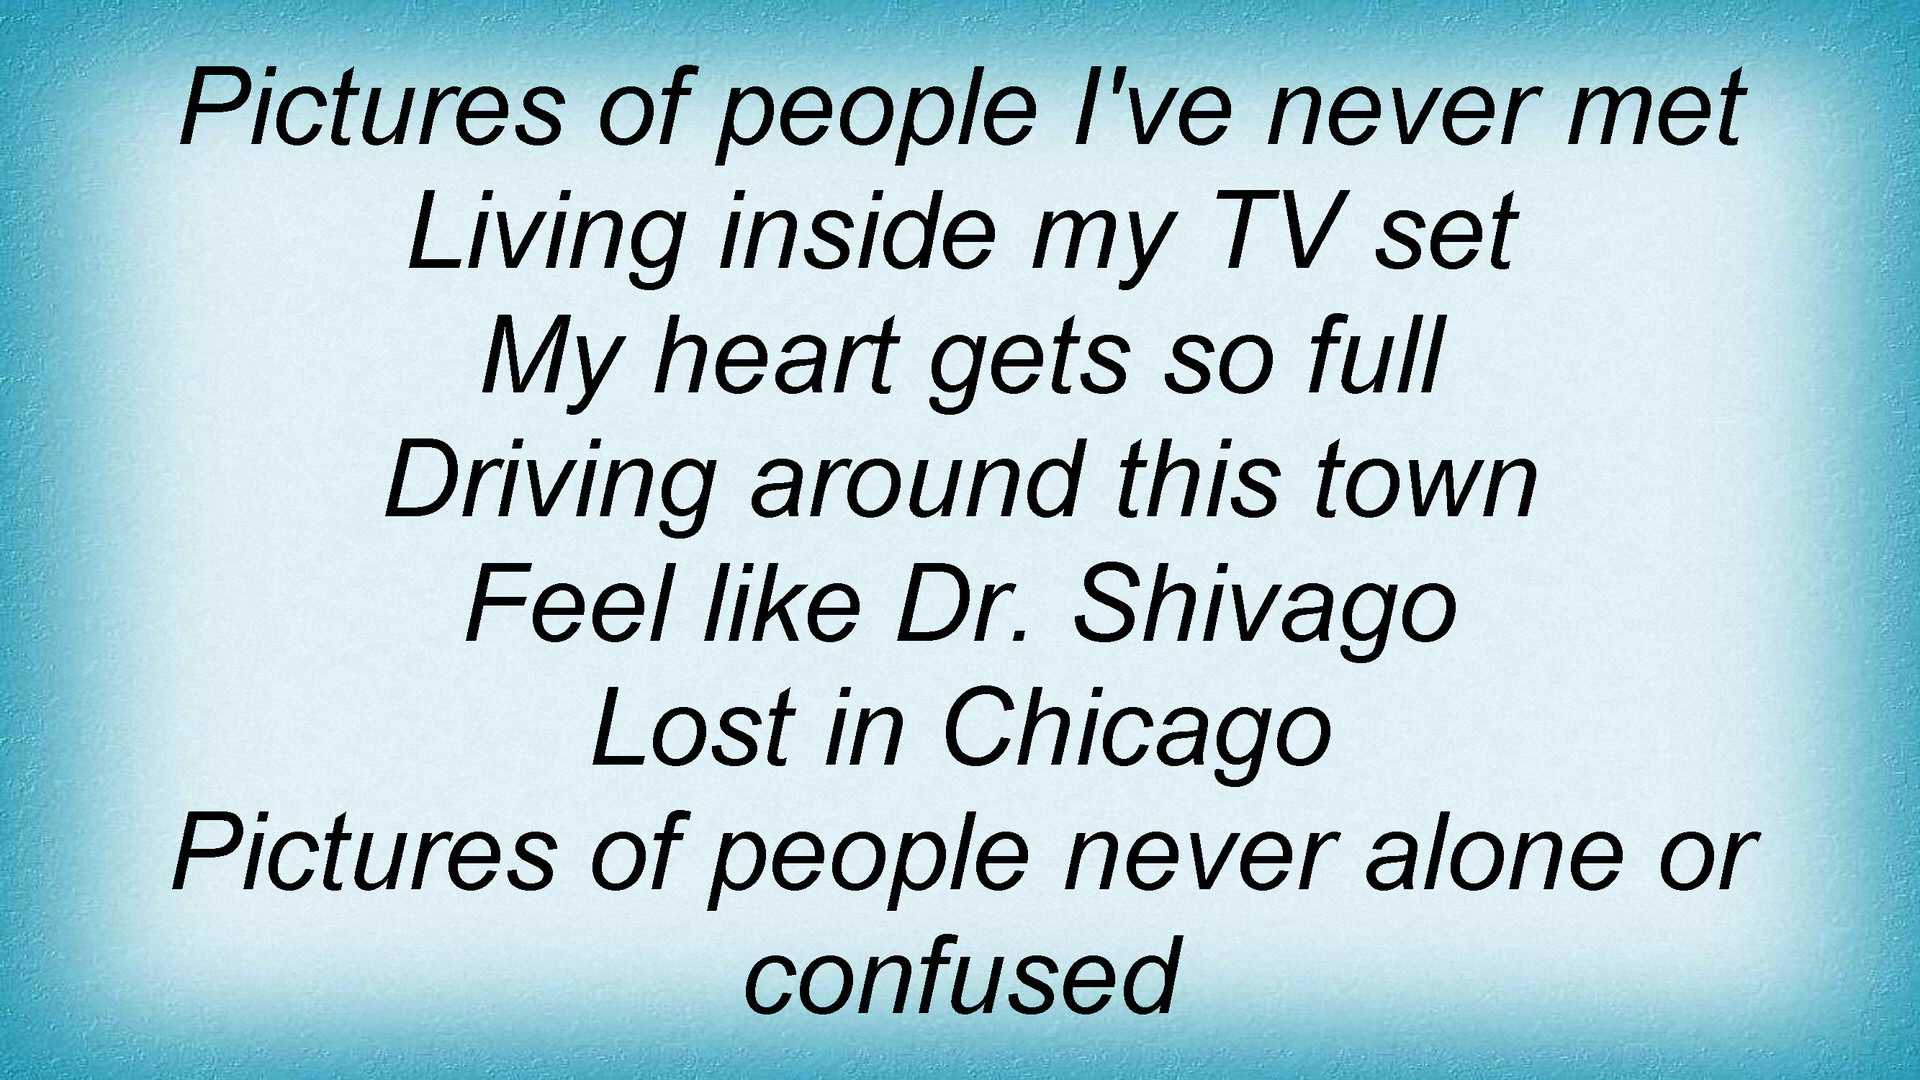 Pictures of people I've never met
Living inside my TV set
My heart gets so full
Driving around this town
Feel like Dr. Shivago
Lost in Chicago
Pictures of people never alone or
confused